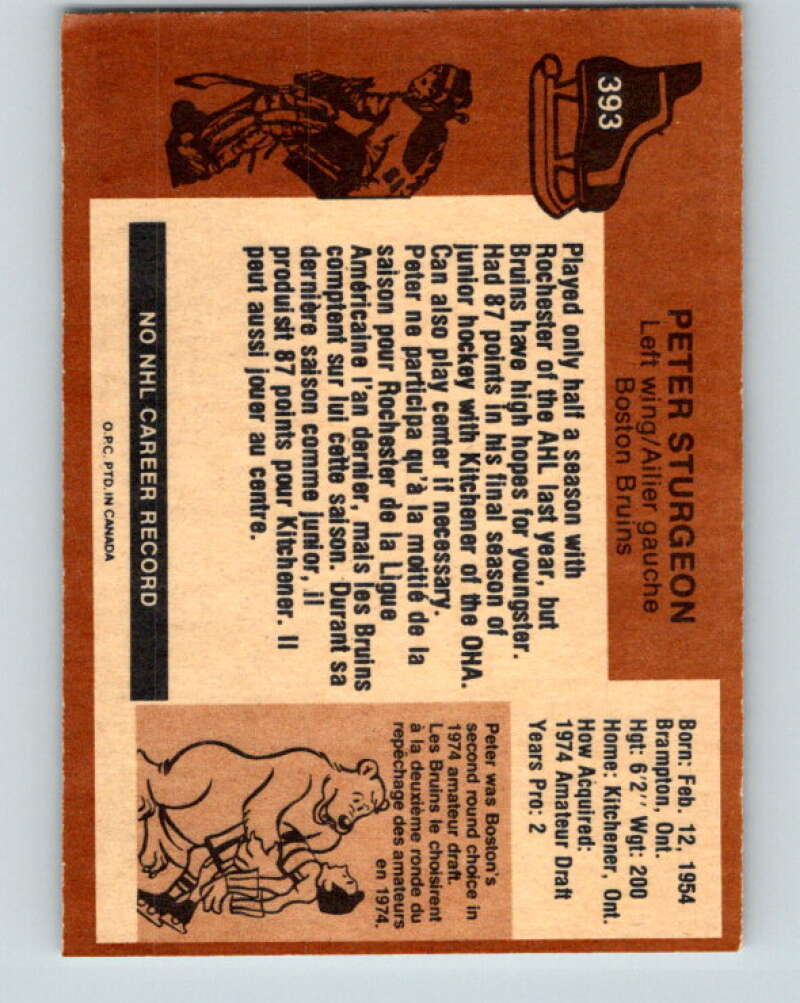 393
PETER STURGEON
Left wing/Ailier gauche
Boston Bruins
Born: Feb. 12, 1954
Brampton, Ont.
Hgt: 6'2'' Wgt: 200
Home: Kitchener, Ont.
How Acquired:
1974 Amateur Draft
Years Pro: 2
Played only half a season with
Rochester of the AHL last year, but
Bruins have high hopes for youngster.
Had 87 points in his final season of
junior hockey with Kitchener of the OHA.
Can also play center if necessary.
Peter ne participa qu'à la moitié de la
saison pour Rochester de la Ligue
Américaine l'an dernier, mais les Bruins
comptent sur lui cette saison. Durant sa
dernière saison comme junior, il
produisit 87 points pour Kitchener. Il
peut aussi jouer au centre.
Peter was Boston's
second round choice in
1974 amateur draft.
Les Bruins le choisirent
à la deuxième ronde du
repêchage des amateurs
en 1974.
NO NHL CAREER RECORD
O.P.C. PTD. IN CANADA